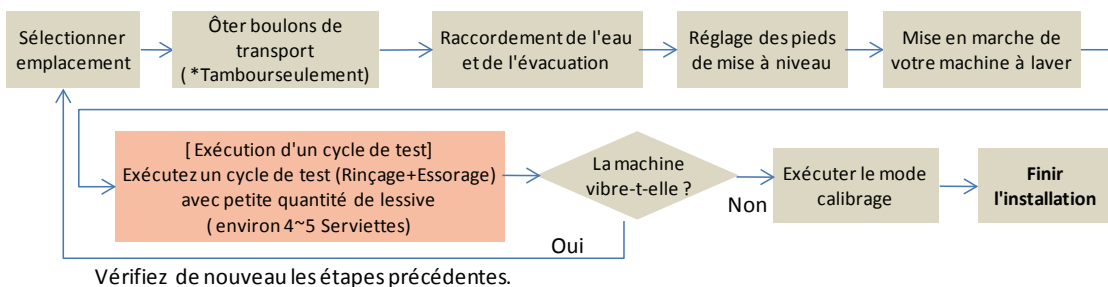 Sélectionner
emplacement
Ôter boulons de
transport
( *Tambourseulement)
Raccordement de l'eau
et de l'évacuation
Réglage des pieds
de mise à niveau
Mise en marche de
votre machine à laver
[ Exécution d'un cycle de test]
Exécutez un cycle de test (Rinçage+Essorage)
avec petite quantité de lessive
( environ 4~5 Serviettes)
La machine
vibre-t-elle ?
Non
Exécuter le mode
calibrage
Finir
l'installation
Oui
Vérifiez de nouveau les étapes précédentes.